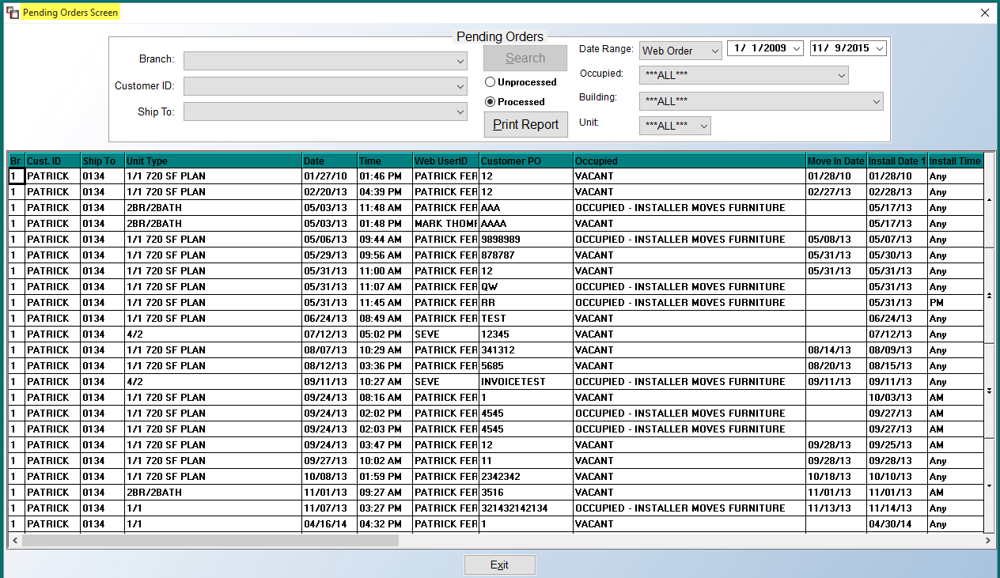 Pending Orders Screen
Pending Orders
Branch:
Customer ID:
Ship To:
Search
Unprocessed
Processed
Print Report
Date Range: Web Order 1/ 1/2009 11/ 9/2015
Occupied: ***ALL***
Building: ***ALL***
Unit: ***ALL***
Br Cust. ID Ship To Unit Type Date Time Web UserID Customer PO Occupied Move In Date Install Date 1 Install Time
1 PATRICK 0134 1/1 720 SF PLAN 01/27/10 01:46 PM PATRICK FER 12 VACANT 01/28/10 01/28/10 Any
1 PATRICK 0134 1/1 720 SF PLAN 02/20/13 04:39 PM PATRICK FER 12 VACANT 02/27/13 02/28/13 Any
1 PATRICK 0134 2BR/2BATH 05/03/13 11:48 AM PATRICK FER AAA OCCUPIED - INSTALLER MOVES FURNITURE 05/17/13 Any
1 PATRICK 0134 2BR/2BATH 05/03/13 01:48 PM MARK THOMF AAAA VACANT 05/17/13 Any
1 PATRICK 0134 1/1 720 SF PLAN 05/06/13 09:44 AM PATRICK FER 9898989 OCCUPIED - INSTALLER MOVES FURNITURE 05/08/13 05/07/13 Any
1 PATRICK 0134 1/1 720 SF PLAN 05/29/13 09:56 AM PATRICK FER 878787 VACANT 05/31/13 05/30/13 Any
1 PATRICK 0134 1/1 720 SF PLAN 05/31/13 11:00 AM PATRICK FER 12 VACANT 05/31/13 05/31/13 Any
1 PATRICK 0134 1/1 720 SF PLAN 05/31/13 11:07 AM PATRICK FER QW OCCUPIED - INSTALLER MOVES FURNITURE 05/31/13 Any
1 PATRICK 0134 1/1 720 SF PLAN 05/31/13 11:45 AM PATRICK FER RR OCCUPIED - INSTALLER MOVES FURNITURE 05/31/13 PM
1 PATRICK 0134 1/1 720 SF PLAN 06/24/13 08:49 AM PATRICK FER TEST VACANT 06/24/13 Any
1 PATRICK 0134 4/2 07/12/13 05:02 PM SEVE 12345 VACANT 07/12/13 Any
1 PATRICK 0134 1/1 720 SF PLAN 08/07/13 10:29 AM PATRICK FER 341312 VACANT 08/14/13 08/09/13 Any
1 PATRICK 0134 1/1 720 SF PLAN 08/12/13 03:36 PM PATRICK FER 5685 VACANT 08/20/13 08/15/13 Any
1 PATRICK 0134 4/2 09/11/13 10:27 AM SEVE INVOICETEST OCCUPIED - INSTALLER MOVES FURNITURE 09/11/13 09/11/13 Any
1 PATRICK 0134 1/1 720 SF PLAN 09/24/13 08:16 AM PATRICK FER 1 VACANT 10/03/13 AM
1 PATRICK 0134 1/1 720 SF PLAN 09/24/13 02:02 PM PATRICK FER 4545 OCCUPIED - INSTALLER MOVES FURNITURE 09/27/13 AM
1 PATRICK 0134 1/1 720 SF PLAN 09/24/13 02:03 PM PATRICK FER 4545 OCCUPIED - INSTALLER MOVES FURNITURE 09/27/13 AM
1 PATRICK 0134 1/1 720 SF PLAN 09/24/13 03:47 PM PATRICK FER 12 VACANT 09/28/13 09/25/13 AM
1 PATRICK 0134 1/1 720 SF PLAN 09/27/13 10:02 AM PATRICK FER 11 VACANT 09/28/13 09/28/13 Any
1 PATRICK 0134 1/1 720 SF PLAN 10/08/13 01:59 PM PATRICK FER 2342342 VACANT 10/18/13 10/10/13 Any
1 PATRICK 0134 2BR/2BATH 11/01/13 09:27 AM PATRICK FER 3516 VACANT 11/01/13 11/01/13 AM
1 PATRICK 0134 1/1 11/07/13 03:27 PM PATRICK FER 321432142134 OCCUPIED - INSTALLER MOVES FURNITURE 11/13/13 11/14/13 Any
1 PATRICK 0134 1/1 04/16/14 04:32 PM PATRICK FER 1 VACANT 04/30/14 Any
Exit